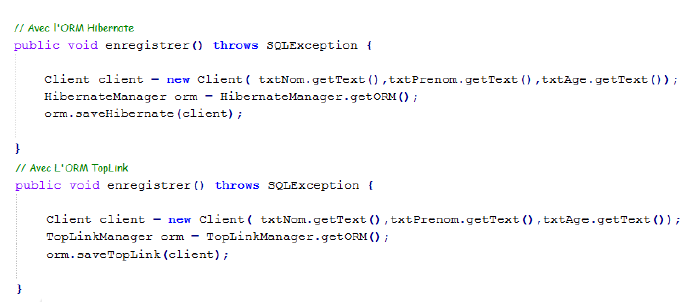 // Avec l'ORM Hibernate
public void enregistrer() throws SQLException {
Client client = new Client( txtNom.getText(),txtPrenom.getText(),txtAge.getText());
HibernateManager orm = HibernateManager.getORM();
orm.saveHibernate(client);
}
// Avec L'ORM TopLink
public void enregistrer() throws SQLException {
Client client = new Client( txtNom.getText(),txtPrenom.getText(),txtAge.getText());
TopLinkManager orm = TopLinkManager.getORM();
orm.saveTopLink(client);
}